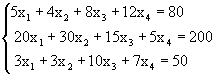 5x₁ + 4x₂ + 8x₃ + 12x₄ = 80
20x₁ + 30x₂ + 15x₃ + 5x₄ = 200
3x₁ + 3x₂ + 10x₃ + 7x₄ = 50